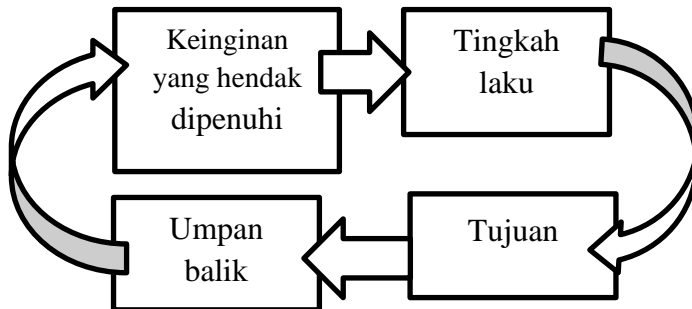 Keinginan
yang hendak
dipenuhi
Tingkah
laku
Umpan
balik
Tujuan